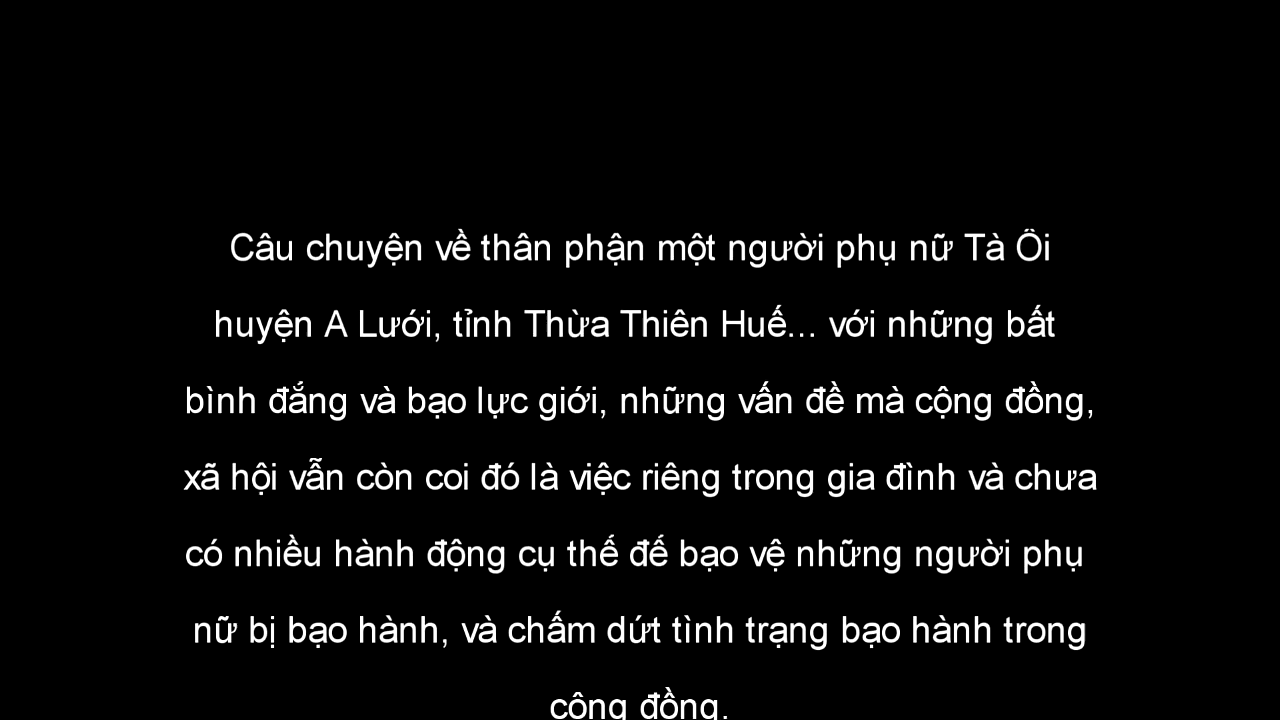 Câu chuyện về thân phận một người phụ nữ Tà Ôi
huyện A Lưới, tỉnh Thừa Thiên Huế... với những bất
bình đẳng và bạo lực giới, những vấn đề mà cộng đồng,
xã hội vẫn còn coi đó là việc riêng trong gia đình và chưa
có nhiều hành động cụ thế đế bạo vệ những người phụ
nữ bị bạo hành, và chấm dứt tình trạng bạo hành trong
cộng đồng.